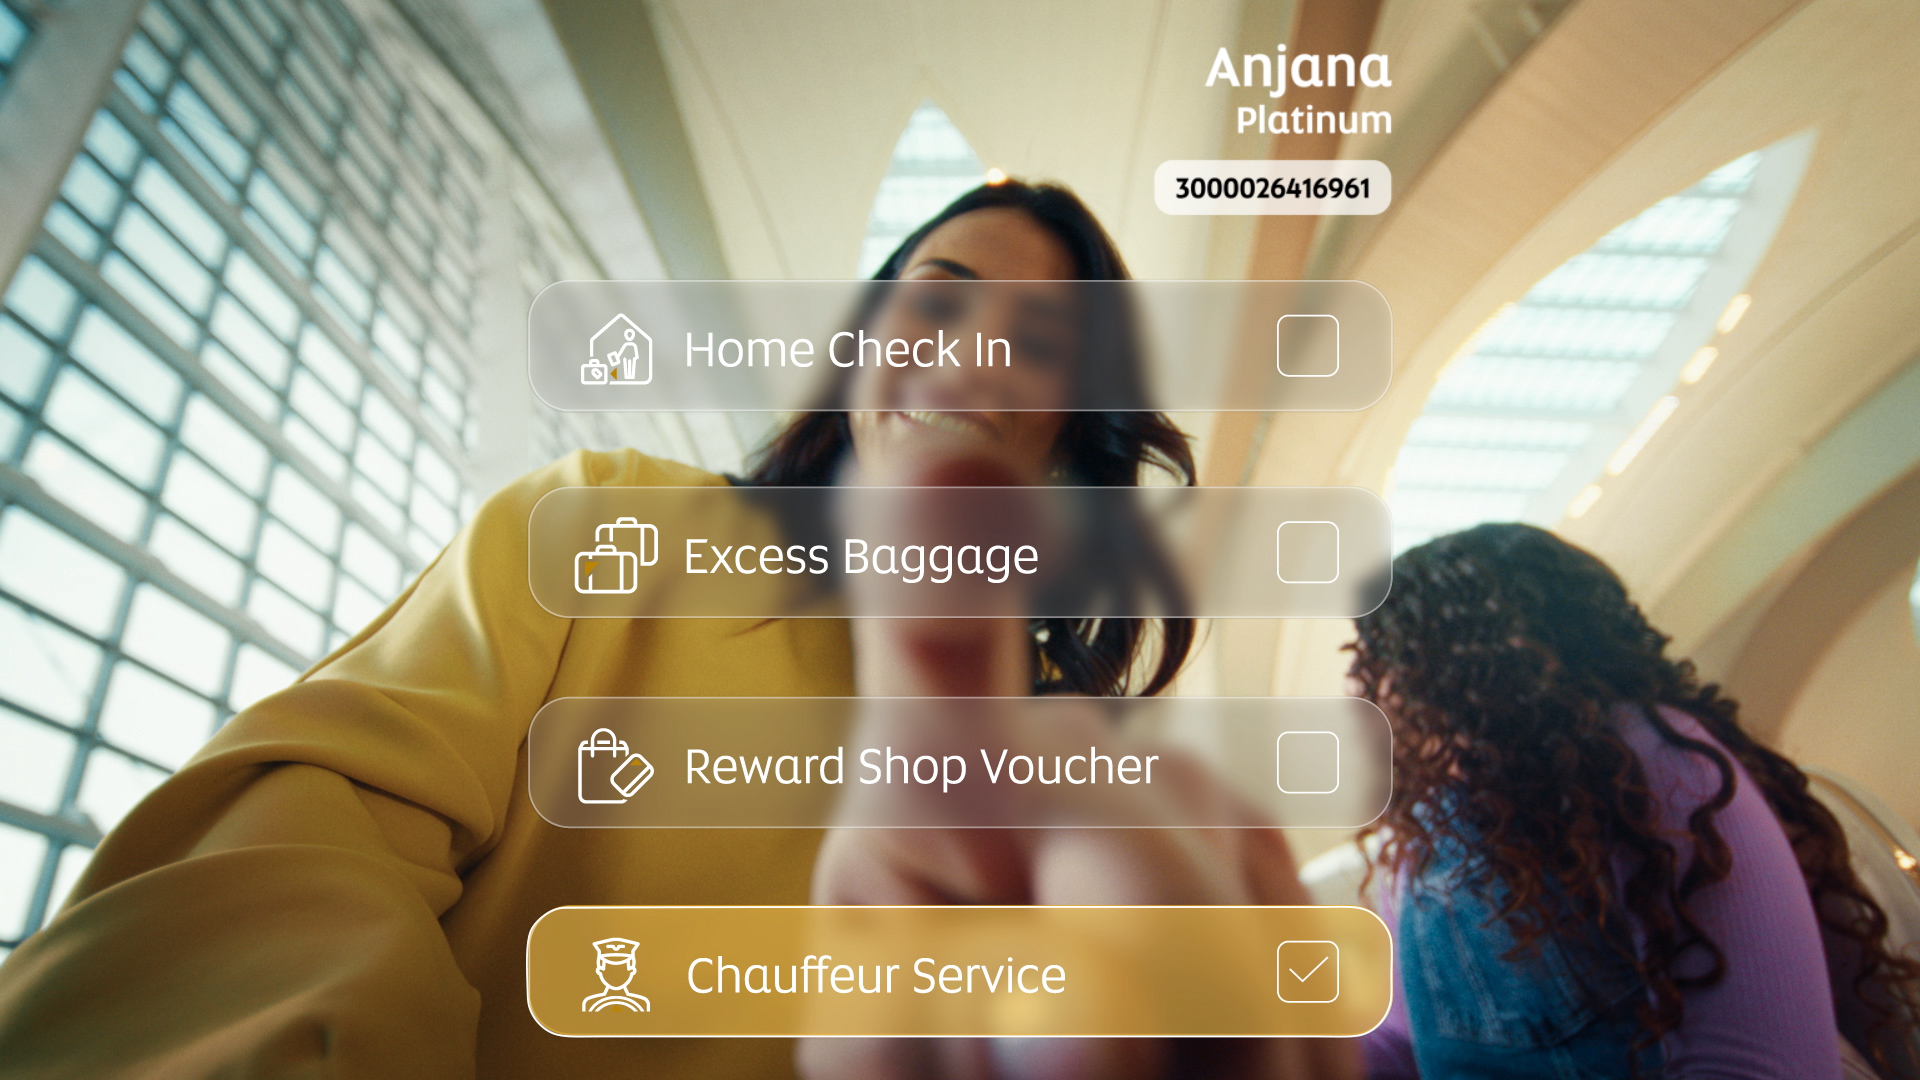 Anjana
Platinum
3000026416961
Home Check In
Excess Baggage
Reward Shop Voucher
Chauffeur Service